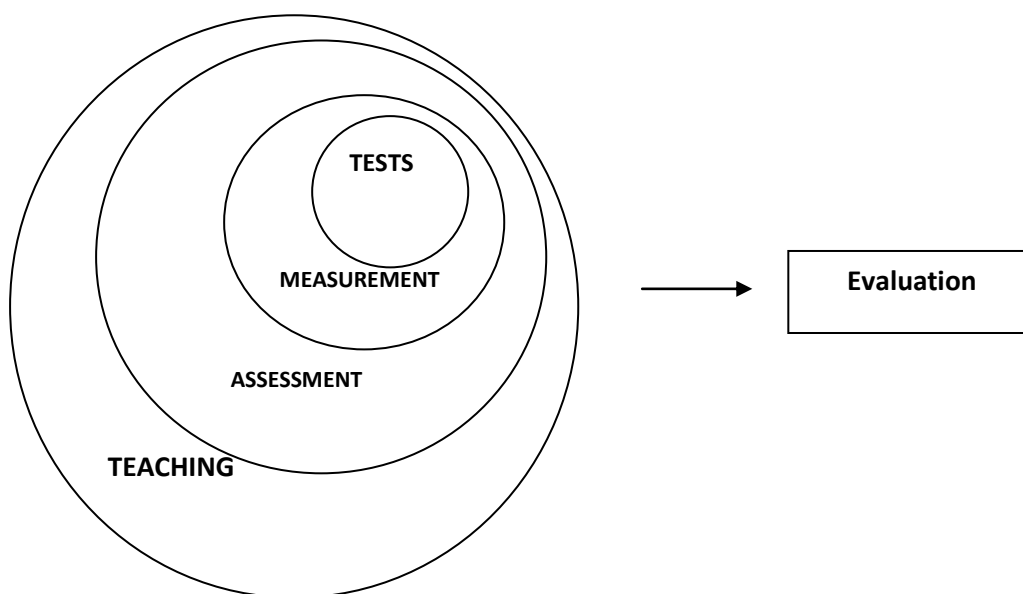 TESTS
MEASUREMENT
Evaluation
ASSESSMENT
TEACHING